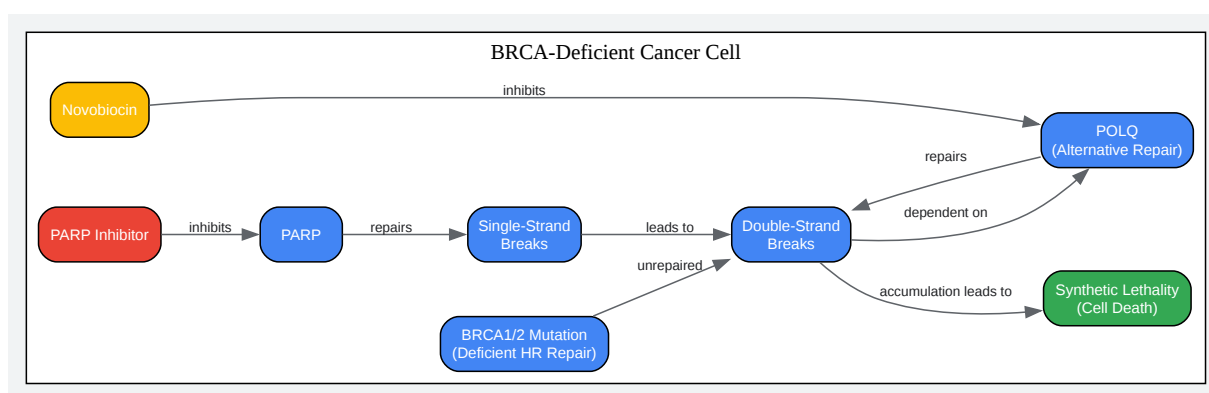 BRCA-Deficient Cancer Cell
Novobiocin
inhibits
POLQ
(Alternative Repair)
repairs
dependent on
PARP Inhibitor
inhibits
PARP
repairs
Single-Strand
Breaks
leads to
Double-Strand
Breaks
unrepaired
BRCA1/2 Mutation
(Deficient HR Repair)
accumulation leads to
Synthetic Lethality
(Cell Death)